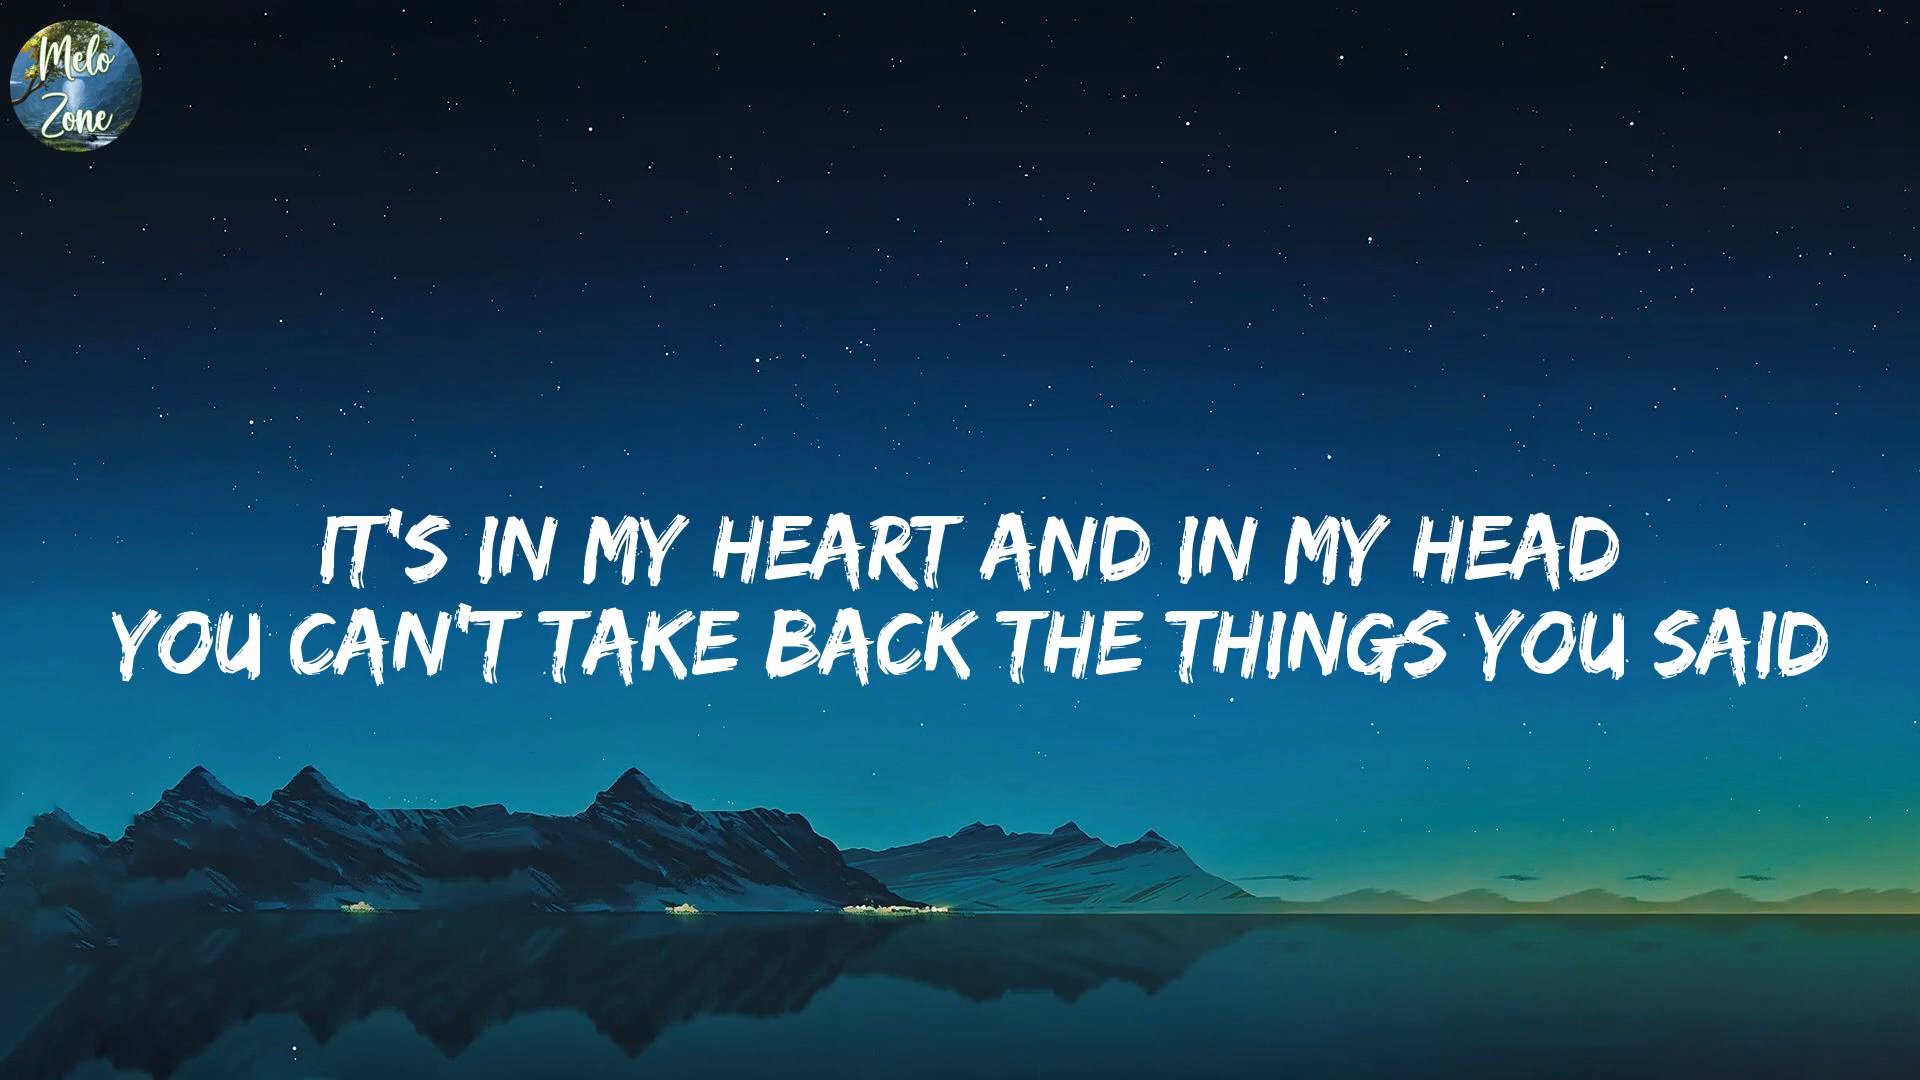 Melo
Zone
IT'S IN MY HEART AND IN MY HEAD
YOU CAN'T TAKE BACK THE THINGS YOU SAID